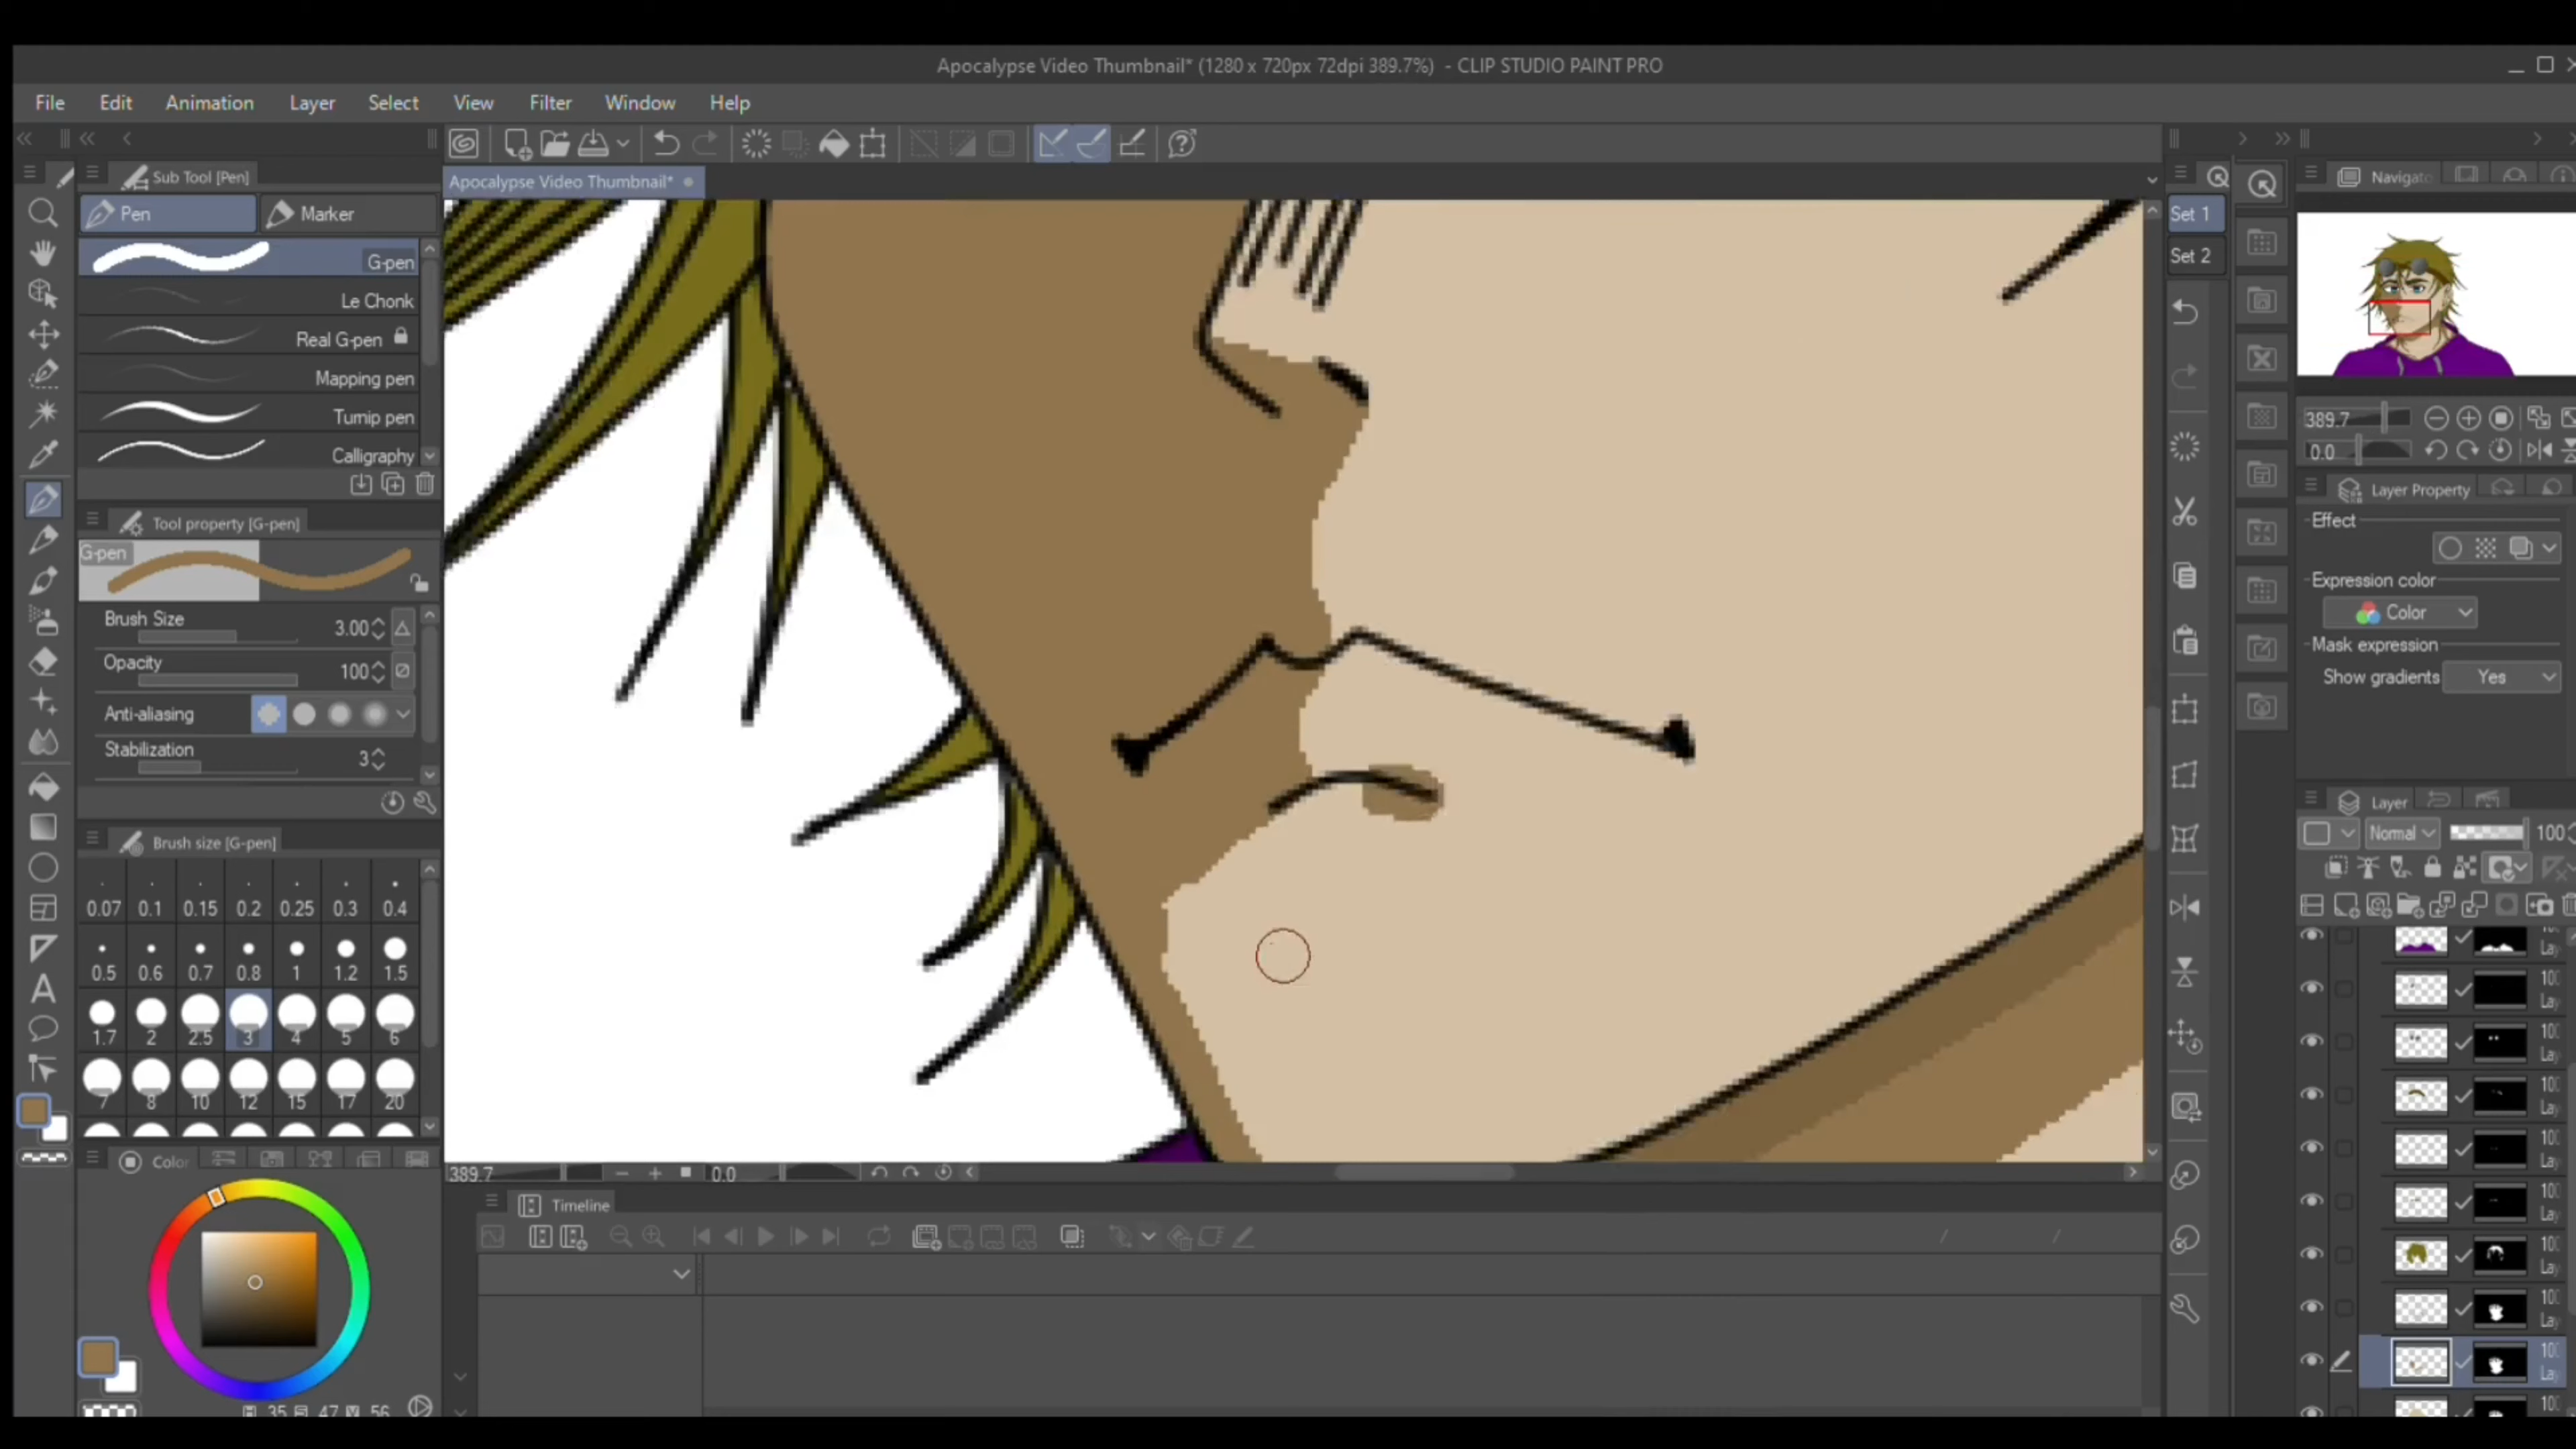 Apocalypse Video Thumbnail* (1280 x 720px 72dpi 389.7%) - CLIP STUDIO PAINT PRO
File Edit Animation Layer Select View Filter Window Help
Sub Tool [Pen]
Apocalypse Video Thumbnail*
Pen Marker
G-pen
Le Chonk
Real G-pen
Mapping pen
Turnip pen
Calligraphy
Tool property [G-pen]
G-pen
Brush Size 3.00
Opacity 100
Anti-aliasing
Stabilization 3
Brush size [G-pen]
0.07 0.1 0.15 0.2 0.25 0.3 0.4
0.5 0.6 0.7 0.8 1 1.2 1.5
1.7 2 2.5 3 4 5 6
7 8 10 12 15 17 20
Color
H 35 S 47 V 56
389.7 0.0
Timeline
Set 1
Set 2
Navigato
389.7
0.0
Layer Property
Effect
Expression color
Color
Mask expression
Show gradients Yes
Layer
Normal 100